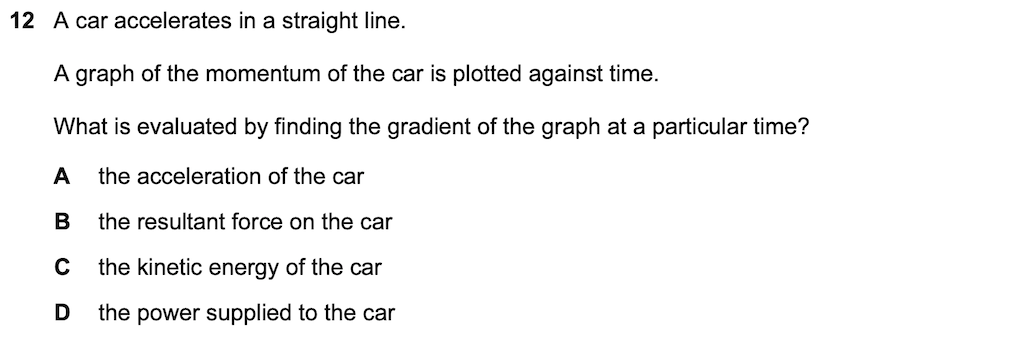 12 A car accelerates in a straight line.
A graph of the momentum of the car is plotted against time.
What is evaluated by finding the gradient of the graph at a particular time?
A the acceleration of the car
B the resultant force on the car
C the kinetic energy of the car
D the power supplied to the car